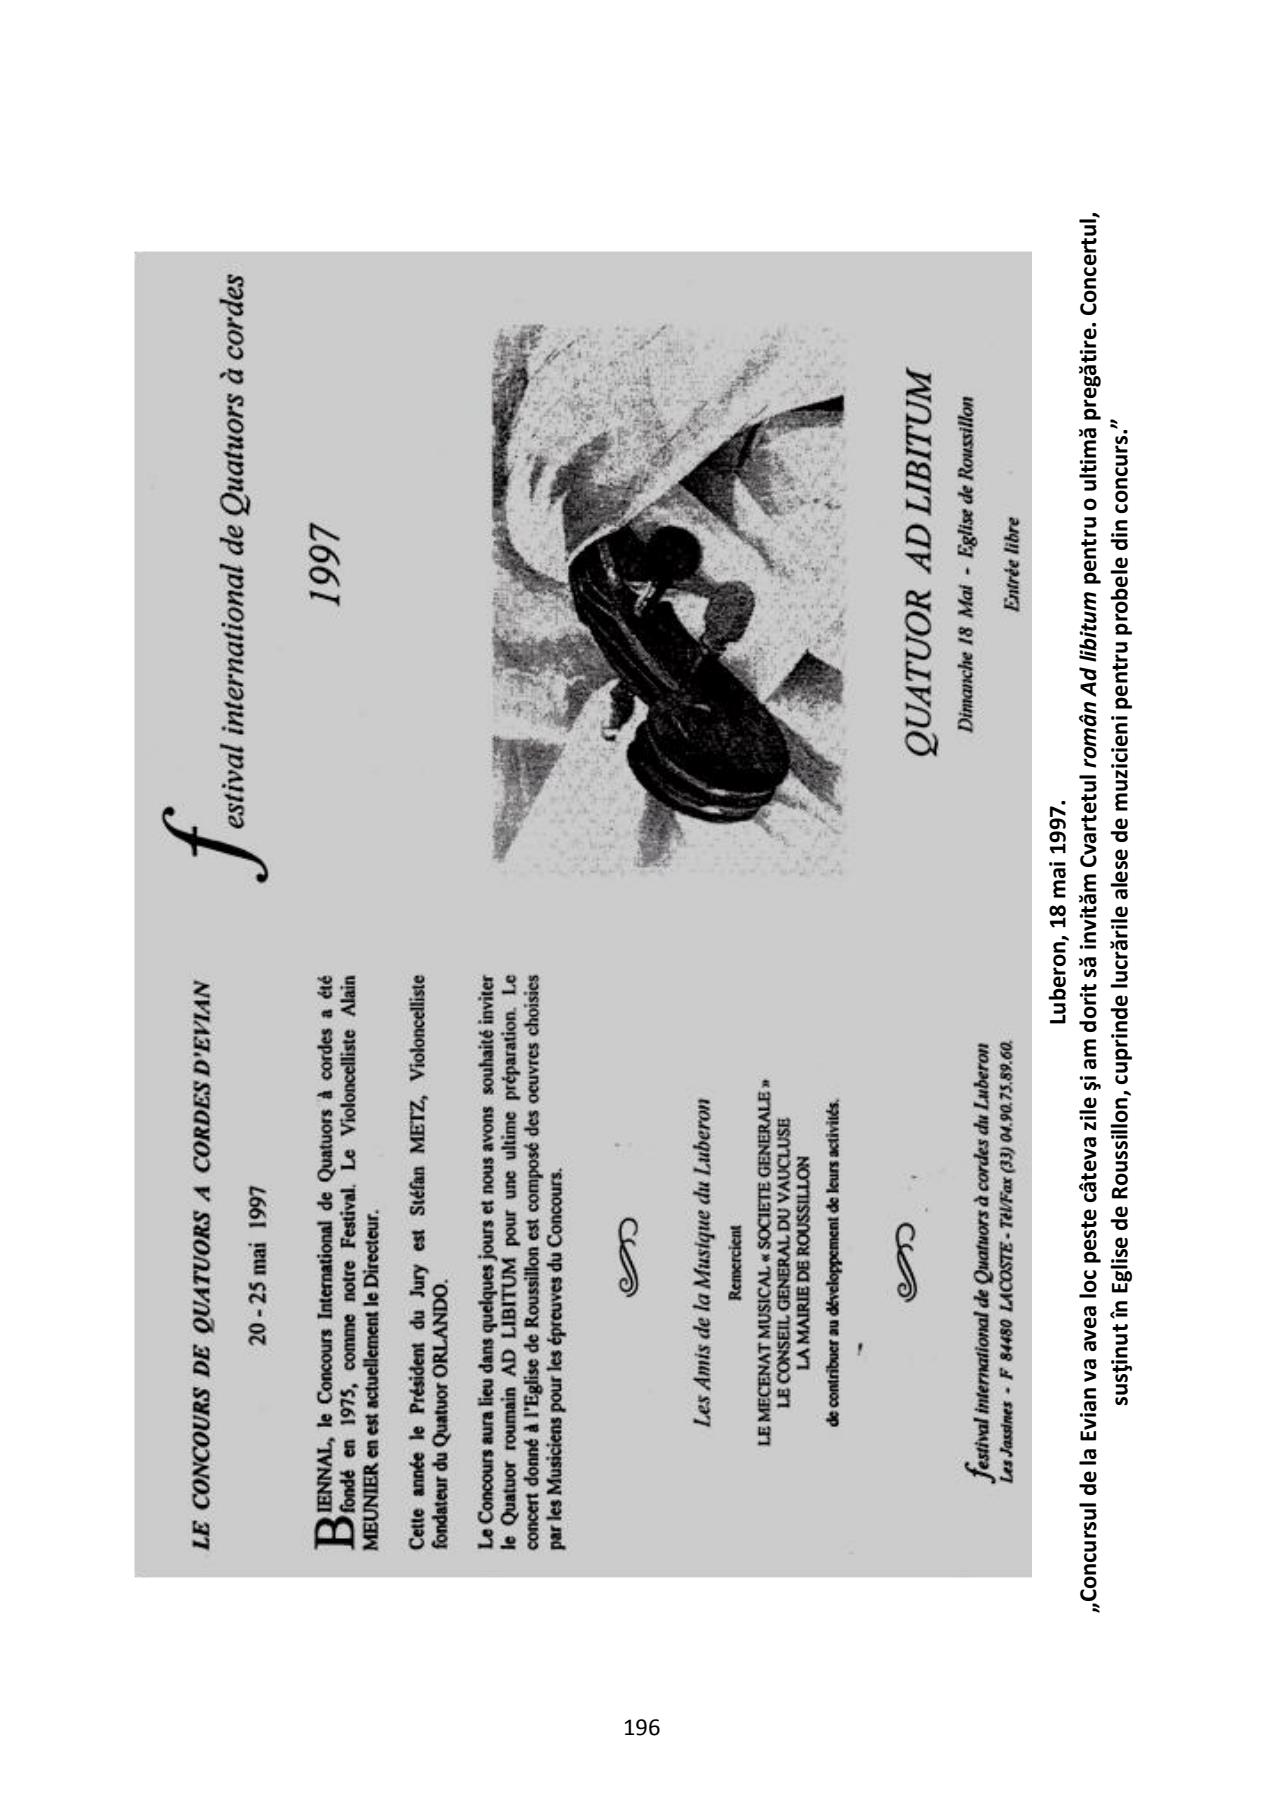 LE CONCOURS DE QUATUORS A CORDES D'EVIAN
20 - 25 mai 1997
BIENNAL, le Concours International de Quatuors à cordes a été
fondé en 1975, comme notre Festival. Le Violoncelliste Alain
MEUNIER en est actuellement le Directeur.
Cette année le Président du Jury est Stéfan METZ, Violoncelliste
fondateur du Quatuor ORLANDO.
Le Concours aura lieu dans quelques jours et nous avons souhaité inviter
le Quatuor roumain AD LIBITUM pour une ultime préparation. Le
concert donné à l'Eglise de Roussillon est composé des oeuvres choisies
par les Musiciens pour les épreuves du Concours.
Les Amis de la Musique du Luberon
Remercient
LE MECENAT MUSICAL « SOCIETE GENERALE »
LE CONSEIL GENERAL DU VAUCLUSE
LA MAIRIE DE ROUSSILLON
de contribuer au développement de leurs activités.
festival international de Quatuors à cordes du Luberon
Les Jassines - F 84480 LACOSTE - Tél/Fax (33) 04.90.75.89.60.
festival international de Quatuors à cordes
1997
QUATUOR AD LIBITUM
Dimanche 18 Mai - Eglise de Roussillon
Entrée libre
Luberon, 18 mai 1997.
„Concursul de la Evian va avea loc peste câteva zile şi am dorit să invităm Cvartetul român Ad libitum pentru o ultimă pregătire. Concertul,
susţinut în Eglise de Roussillon, cuprinde lucrările alese de muzicieni pentru probele din concurs.”
196